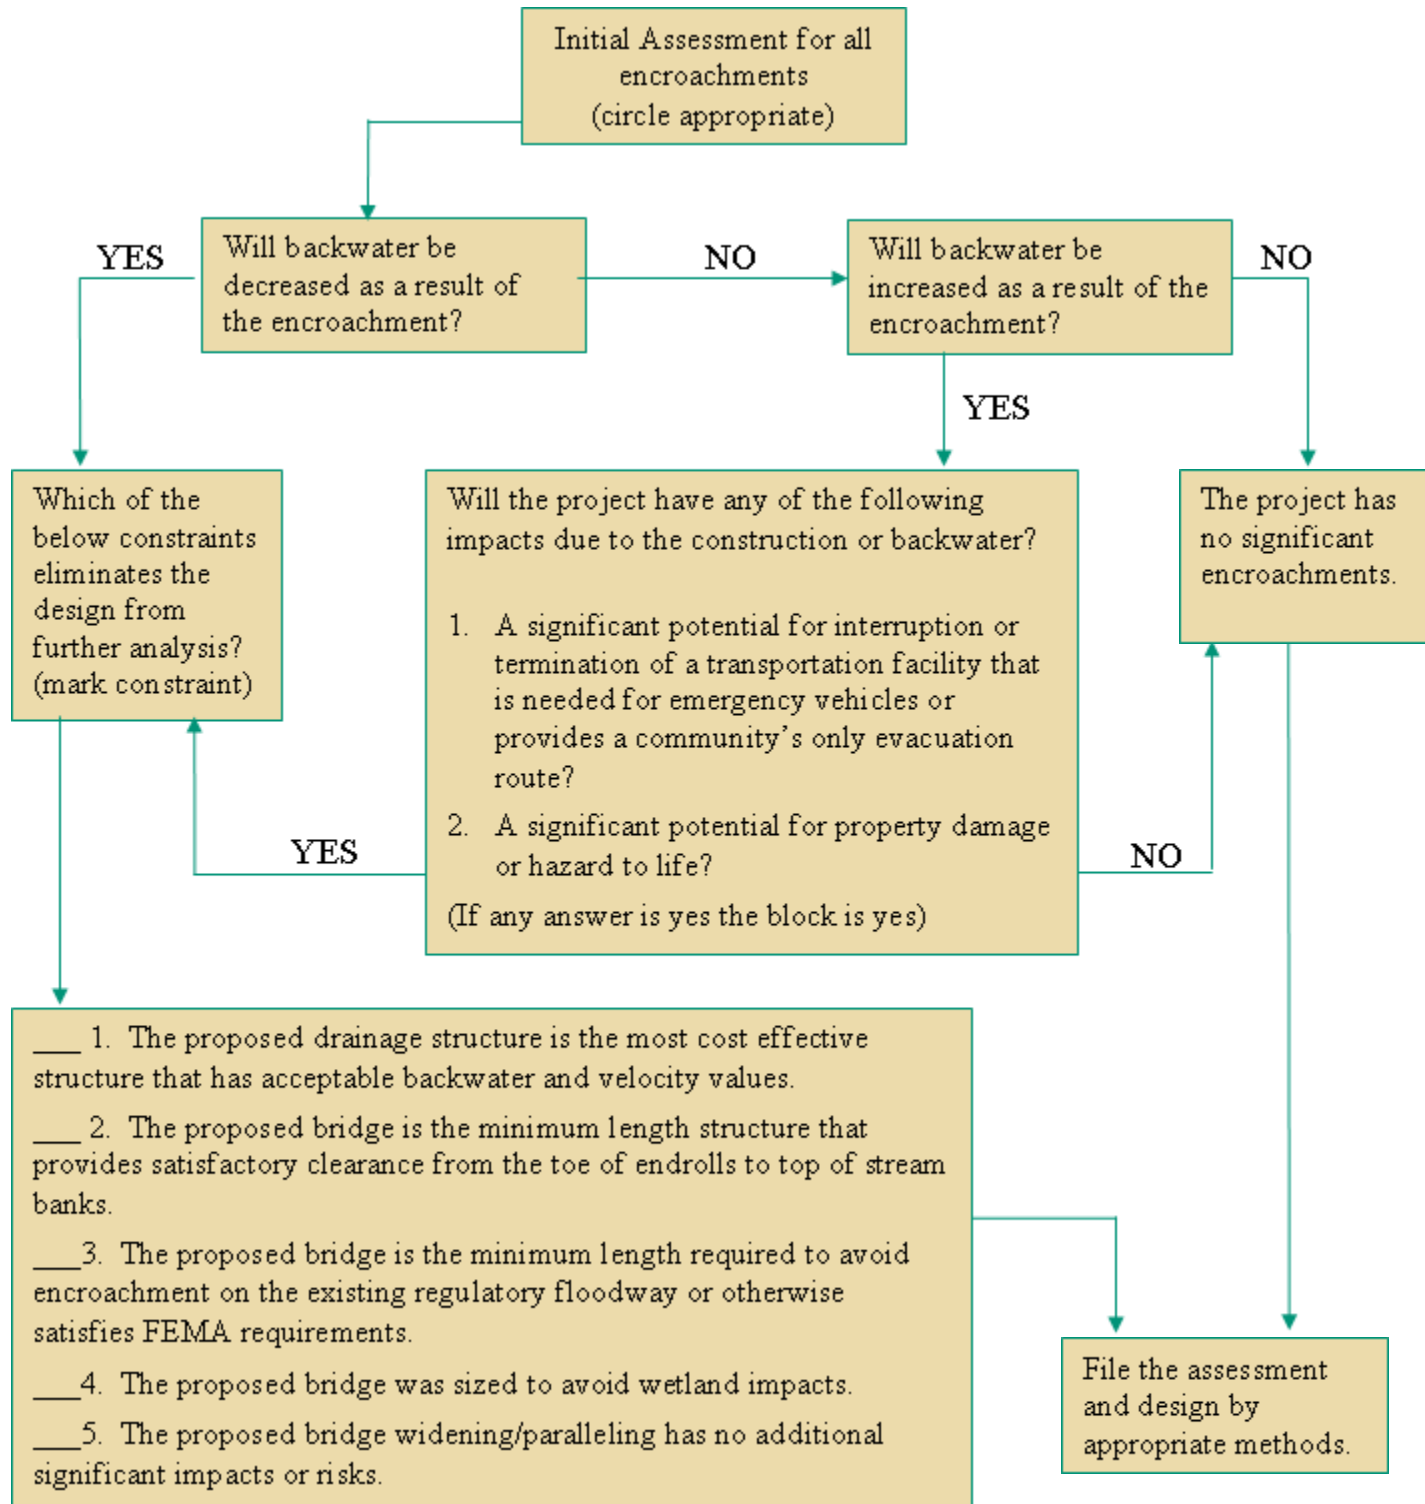 Initial Assessment for all
encroachments
(circle appropriate)
YES
Will backwater be
decreased as a result of
the encroachment?
NO
Will backwater be
increased as a result of the
encroachment?
NO
YES
Which of the
below constraints
eliminates the
design from
further analysis?
(mark constraint)
Will the project have any of the following
impacts due to the construction or backwater?
1. A significant potential for interruption or
termination of a transportation facility that
is needed for emergency vehicles or
provides a community’s only evacuation
route?
2. A significant potential for property damage
or hazard to life?
(If any answer is yes the block is yes)
The project has
no significant
encroachments.
YES
NO
___ 1. The proposed drainage structure is the most cost effective
structure that has acceptable backwater and velocity values.
___ 2. The proposed bridge is the minimum length structure that
provides satisfactory clearance from the toe of endrolls to top of stream
banks.
___3. The proposed bridge is the minimum length required to avoid
encroachment on the existing regulatory floodway or otherwise
satisfies FEMA requirements.
___4. The proposed bridge was sized to avoid wetland impacts.
___5. The proposed bridge widening/paralleling has no additional
significant impacts or risks.
File the assessment
and design by
appropriate methods.